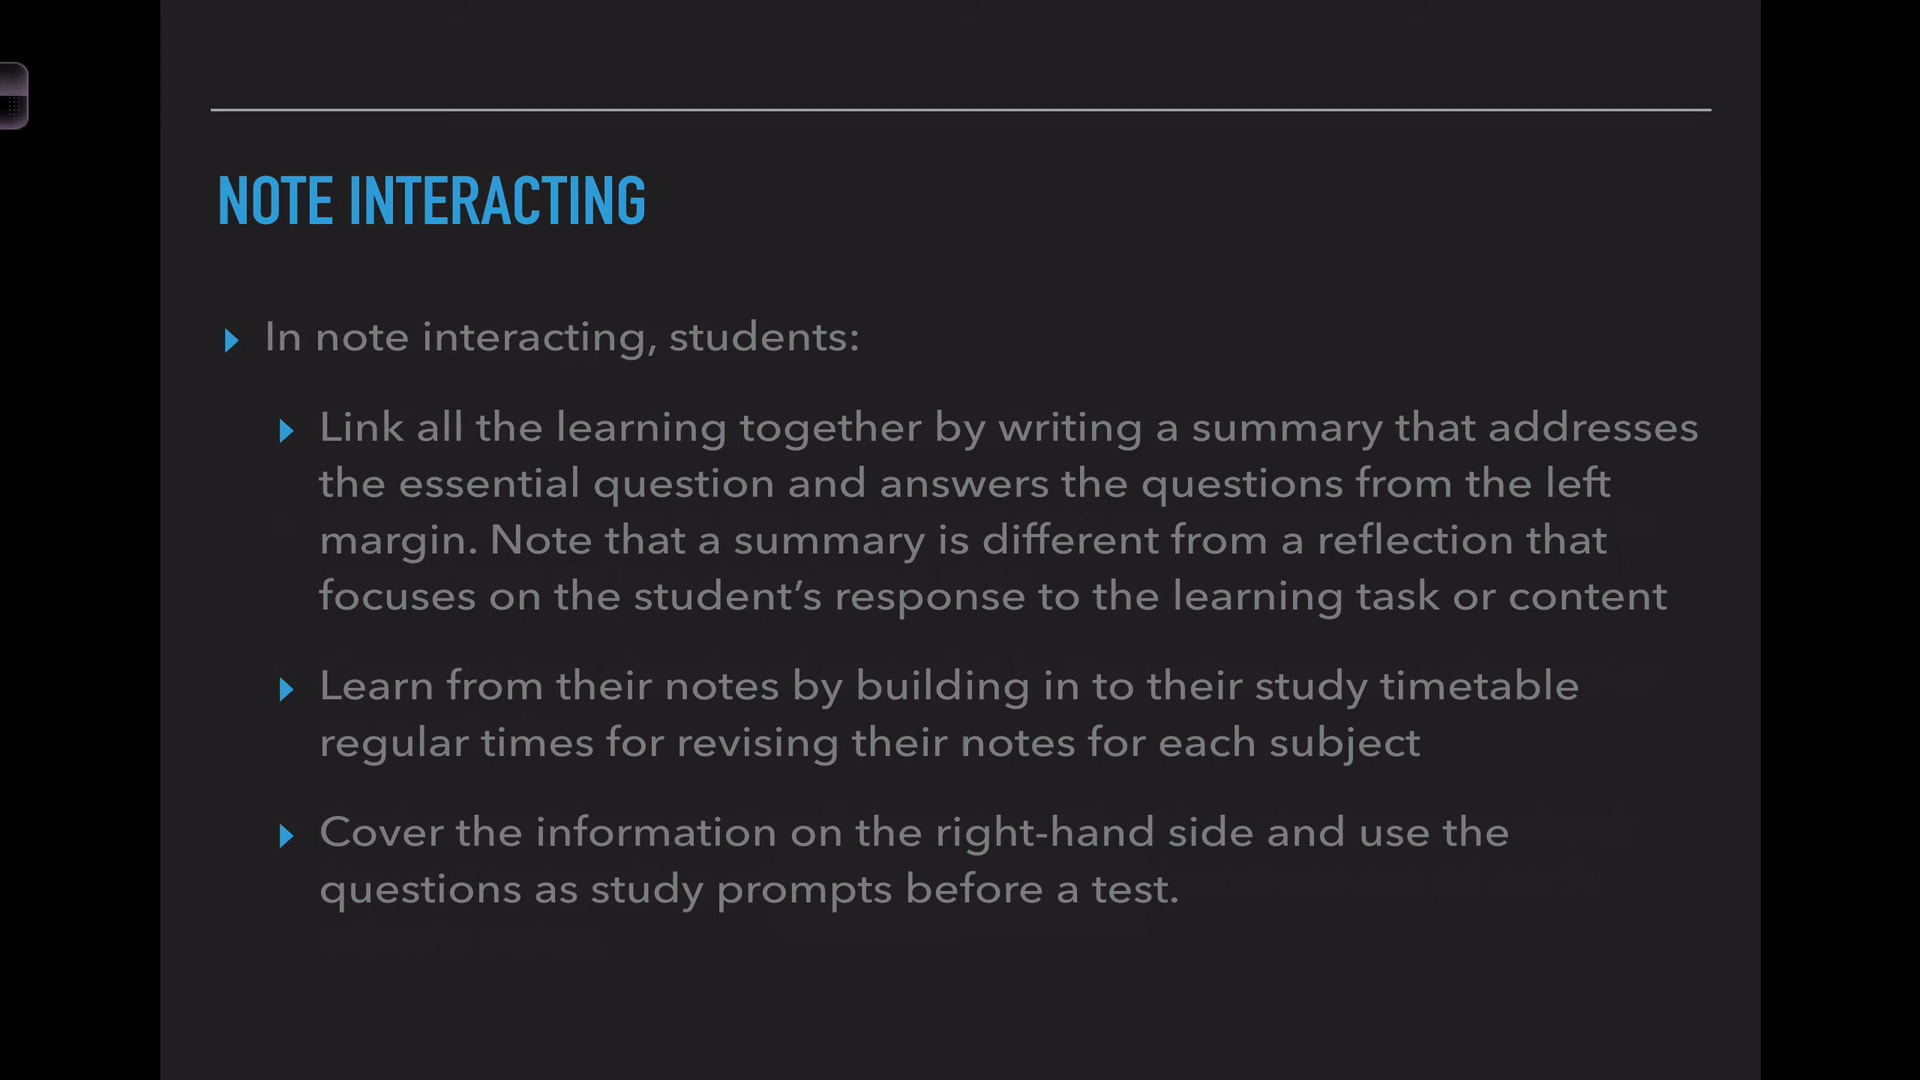 NOTE INTERACTING
In note interacting, students:
Link all the learning together by writing a summary that addresses
the essential question and answers the questions from the left
margin. Note that a summary is different from a reflection that
focuses on the student’s response to the learning task or content
Learn from their notes by building in to their study timetable
regular times for revising their notes for each subject
Cover the information on the right-hand side and use the
questions as study prompts before a test.